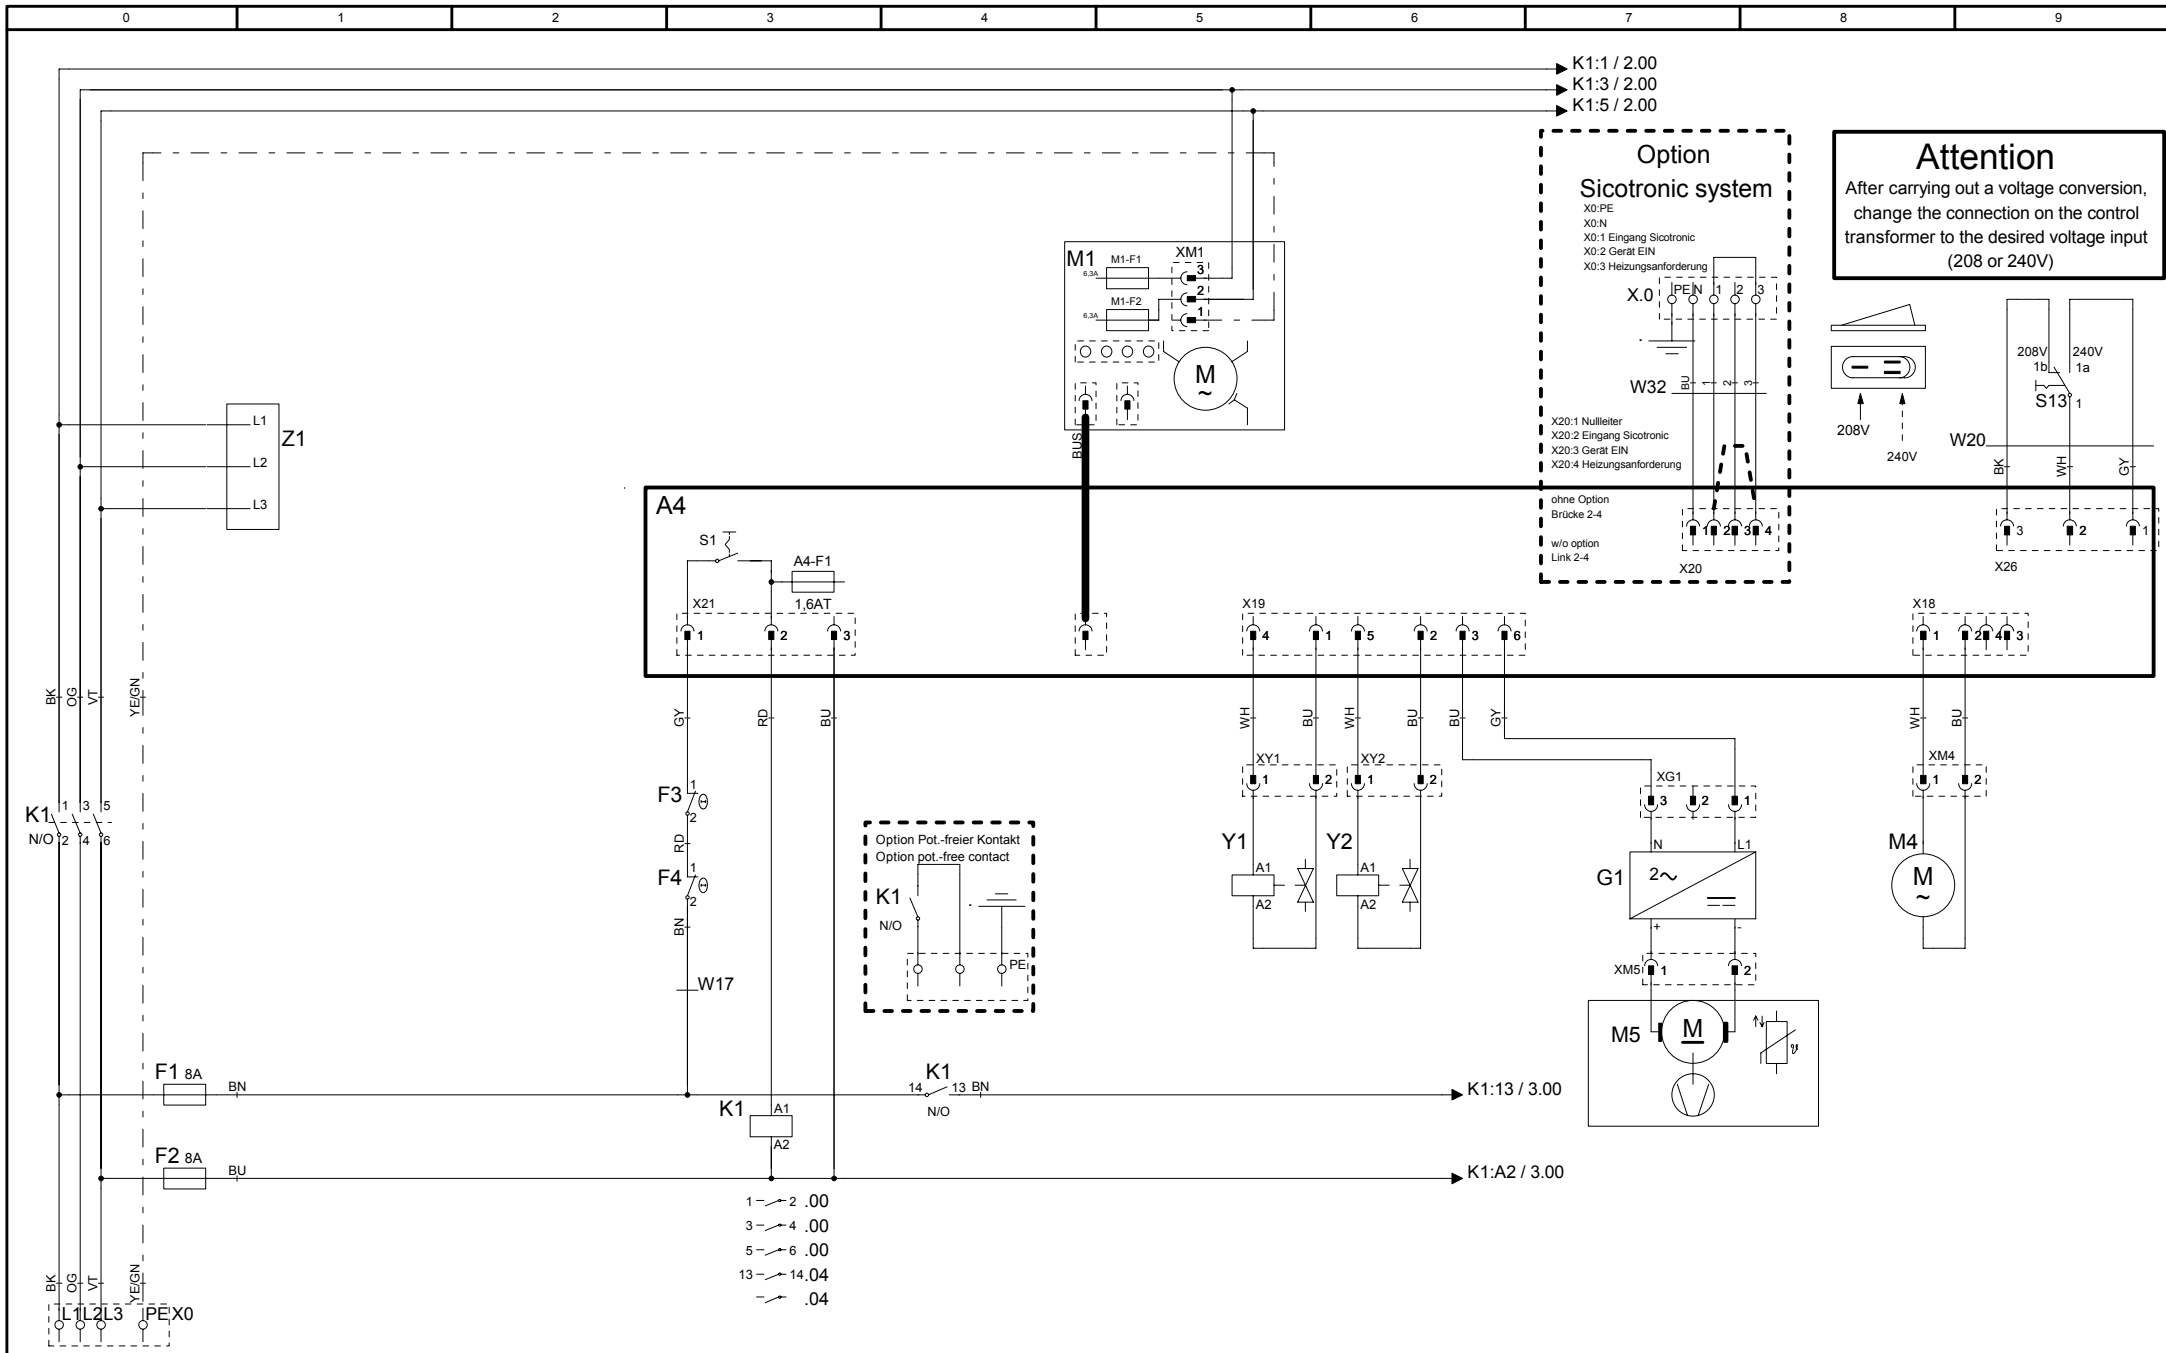 0 1 2 3 4 5 6 7 8 9
K1:1 / 2.00
K1:3 / 2.00
K1:5 / 2.00
Option
Sicotronic system
X0:PE
X0:N
X0:1 Eingang Sicotronic
X0:2 Gerät EIN
X0:3 Heizungsanforderung
X.0 PE N 1 2 3
W32 BU 1 2 3
X20:1 Nullleiter
X20:2 Eingang Sicotronic
X20:3 Gerät EIN
X20:4 Heizungsanforderung
ohne Option
Brücke 2-4
w/o option
Link 2-4
1 2 3 4
X20
Attention
After carrying out a voltage conversion,
change the connection on the control
transformer to the desired voltage input
(208 or 240V)
208V
240V
208V 240V
1b 1a
S13 1
W20
BK WH GY
3 2 1
X26
M1 M1-F1 XM1
6,3A 3
M1-F2 2
6,3A 1
M
~
BUS
L1
Z1
L2
L3
A4
S1
A4-F1
1,6AT
X21
1 2 3
X19
4 1 5 2 3 6
X18
1 2 4 3
BK OG VT YE/GN
GY RD BU
WH BU WH BU BU GY
WH BU
XY1
1 2
XY2
1 2
XG1
3 2 1
XM4
1 2
K1 1 3 5
N/O 2 4 6
F3 1
2
RD
F4 1
2
BN
W17
Option Pot.-freier Kontakt
Option pot.-free contact
K1
N/O
PE
Y1
A1
A2
Y2
A1
A2
N L1
G1 2~
+ -
XM5 1 2
M5 M
ϑ
M4
M
~
F1 8A
BN
K1
14 13 BN
N/O
K1:13 / 3.00
K1 A1
A2
F2 8A
BU
K1:A2 / 3.00
1 2 .00
3 4 .00
5 6 .00
13 14 .04
.04
BK OG VT YE/GN
L1 L2 L3 PE X0